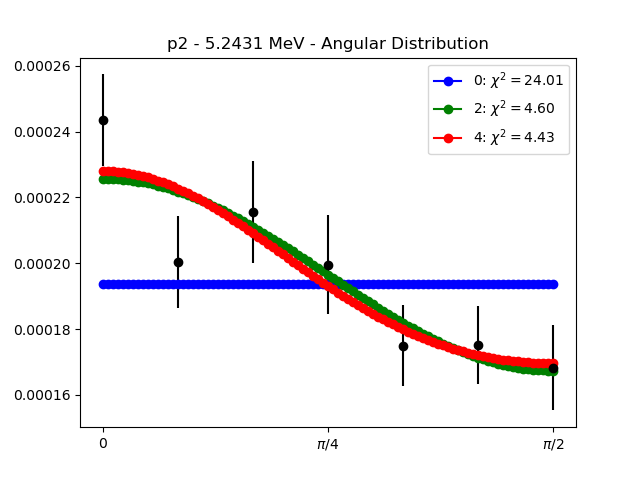 p2 - 5.2431 MeV - Angular Distribution
0.00026
0.00024
0.00022
0.00020
0.00018
0.00016
0: χ² = 24.01
2: χ² = 4.60
4: χ² = 4.43
0
π/4
π/2